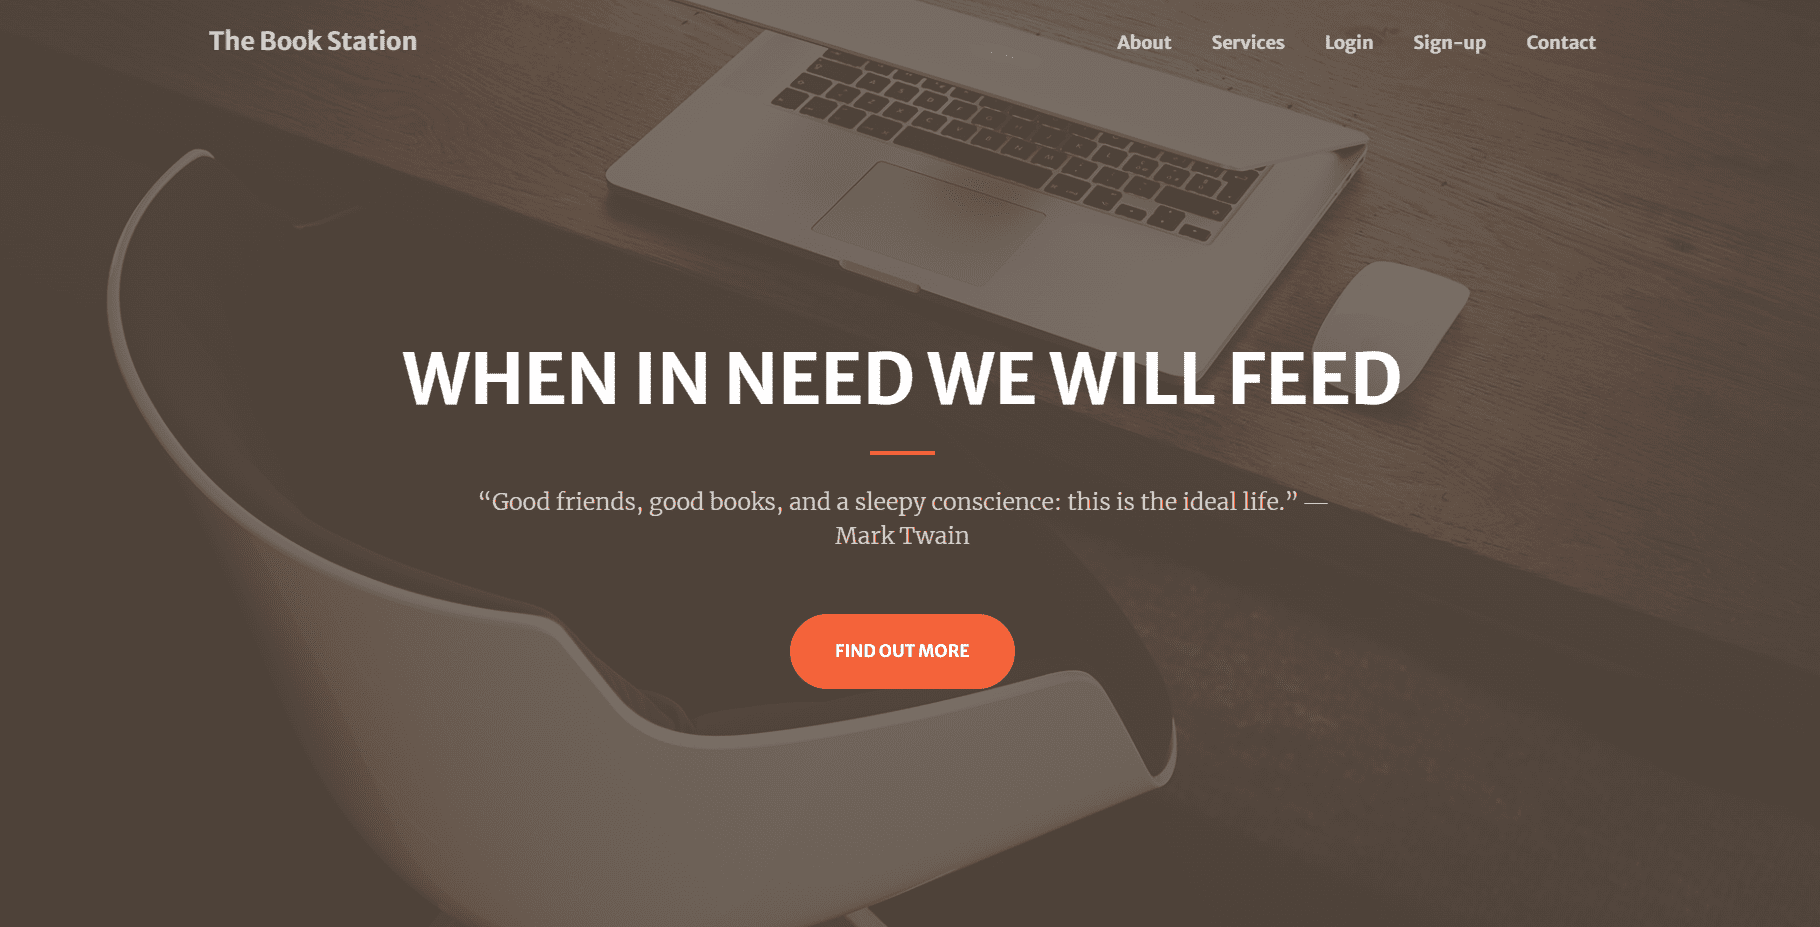 The Book Station
About Services Login Sign-up Contact
WHEN IN NEED WE WILL FEED
“Good friends, good books, and a sleepy conscience: this is the ideal life.” —
Mark Twain
FIND OUT MORE